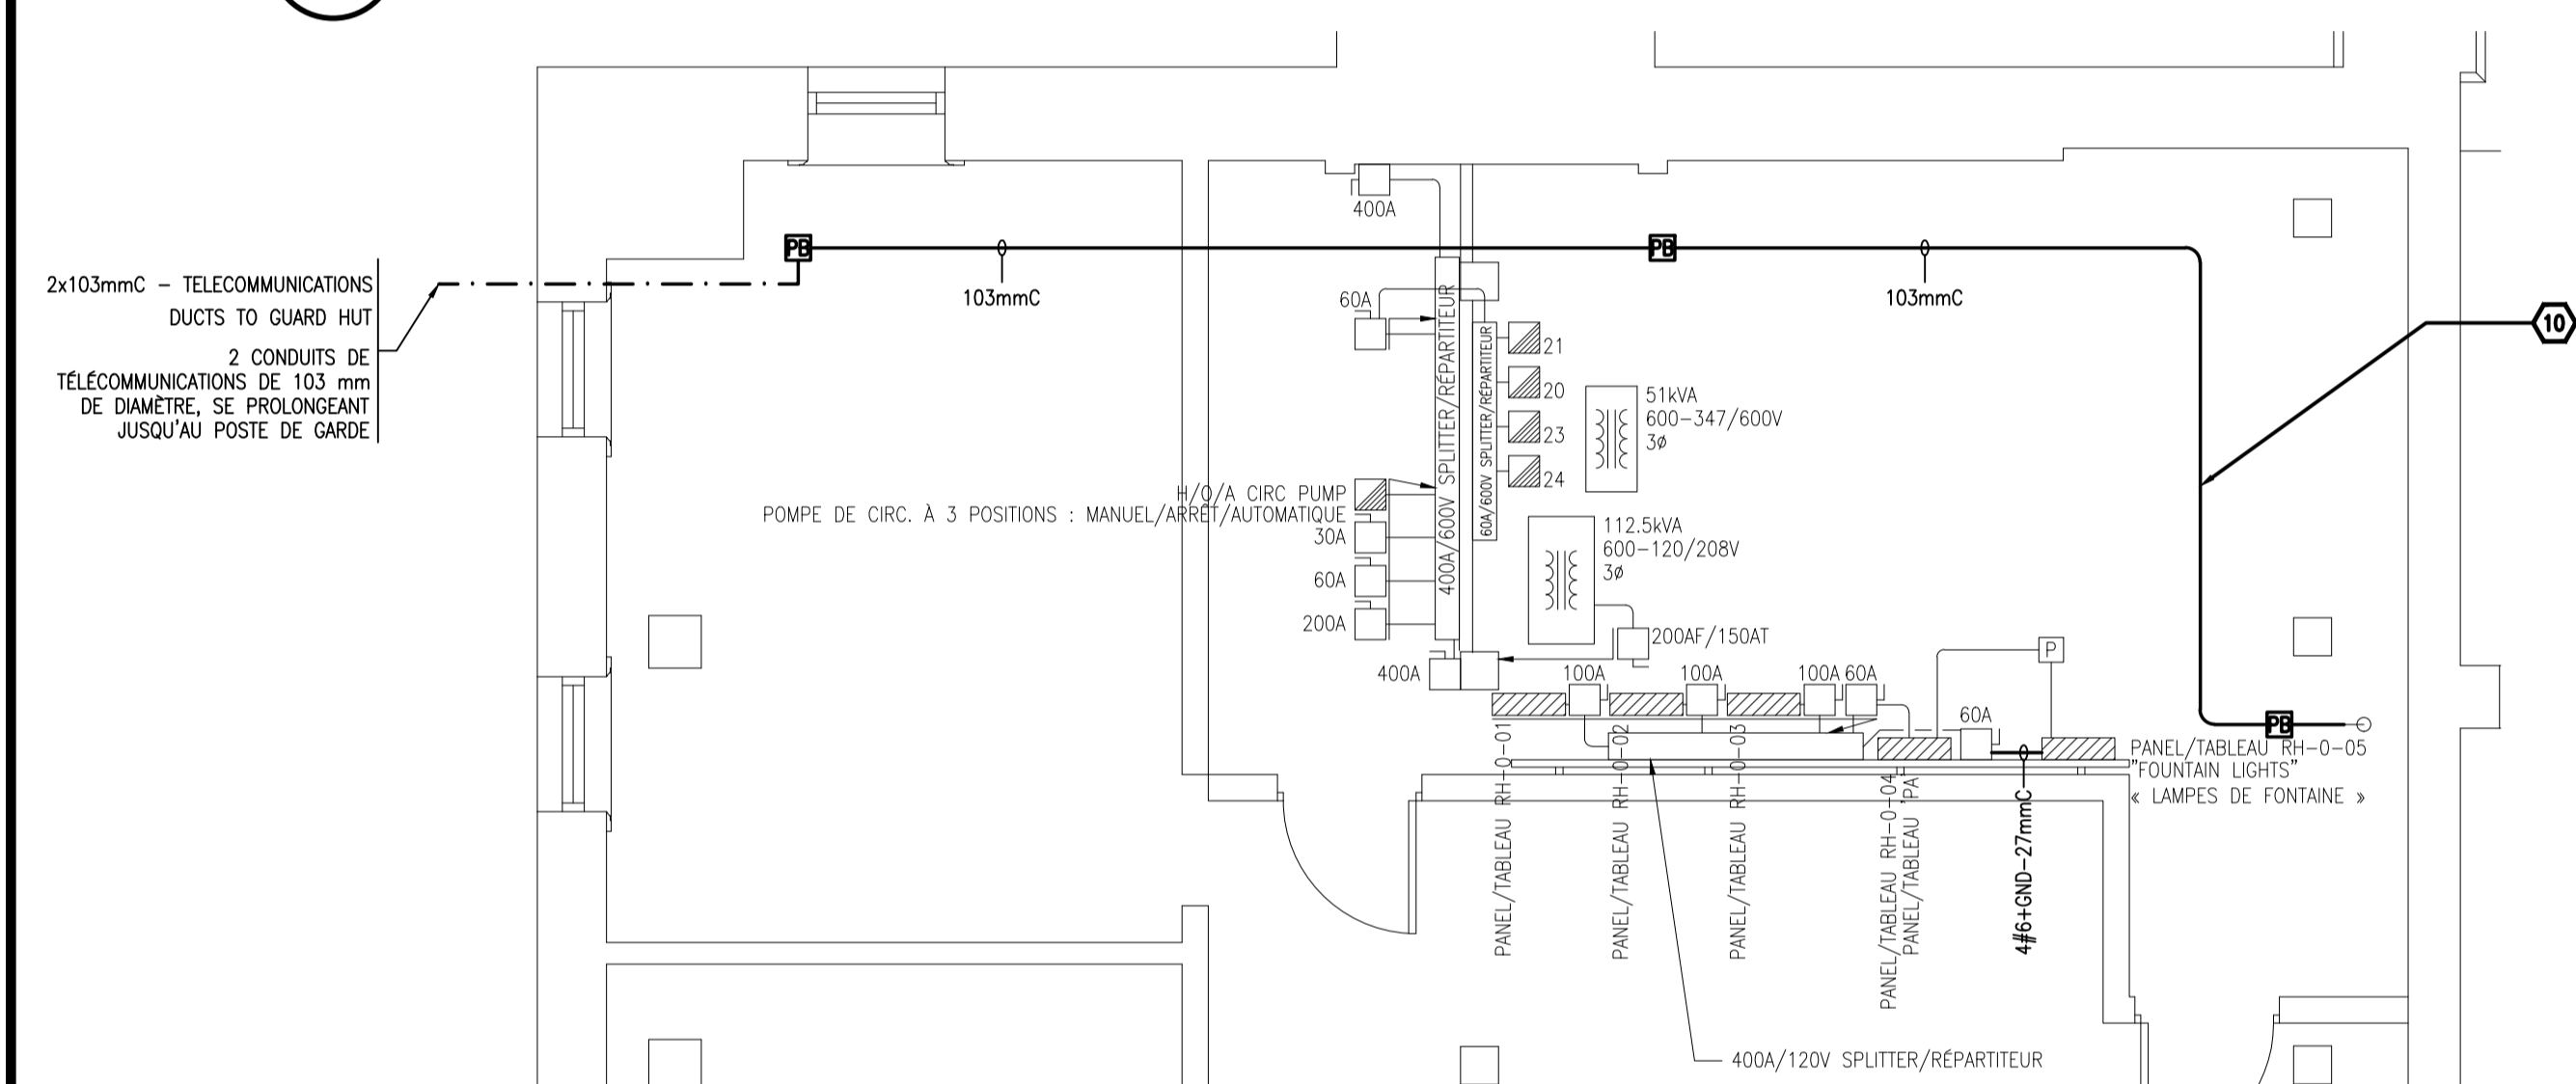 400A
PB
PB
2x103mmC – TELECOMMUNICATIONS
DUCTS TO GUARD HUT
2 CONDUITS DE
TÉLÉCOMMUNICATIONS DE 103 mm
DE DIAMÈTRE, SE PROLONGEANT
JUSQU'AU POSTE DE GARDE
103mmC
103mmC
10
60A
400A/600V SPLITTER/RÉPARTITEUR
60A/600V SPLITTER/RÉPARTITEUR
21
20
23
24
51kVA
600-347/600V
3ø
H/O/A CIRC PUMP
POMPE DE CIRC. À 3 POSITIONS : MANUEL/ARRÊT/AUTOMATIQUE
30A
60A
200A
112.5kVA
600-120/208V
3ø
200AF/150AT
400A
100A
100A
100A
60A
P
60A
PB
PANEL/TABLEAU RH-0-05
"FOUNTAIN LIGHTS"
« LAMPES DE FONTAINE »
PANEL/TABLEAU RH-0-01
PANEL/TABLEAU RH-0-02
PANEL/TABLEAU RH-0-03
PANEL/TABLEAU RH-0-04
PANEL/TABLEAU 'PA'
4#6+GND-27mmC
400A/120V SPLITTER/RÉPARTITEUR